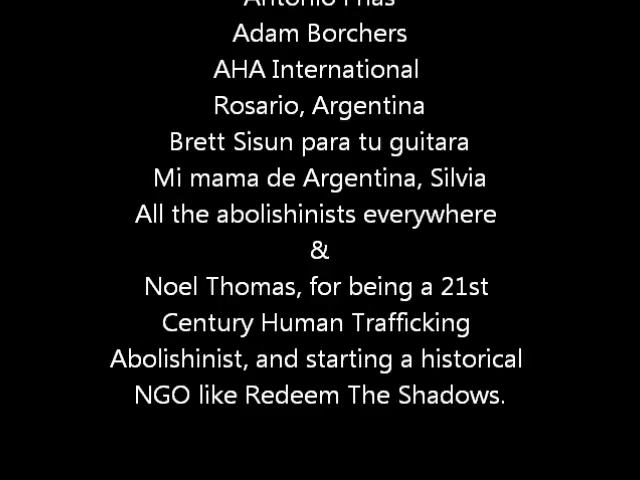 Antonio Frias
Adam Borchers
AHA International
Rosario, Argentina
Brett Sisun para tu guitara
Mi mama de Argentina, Silvia
All the abolishinists everywhere
&
Noel Thomas, for being a 21st
Century Human Trafficking
Abolishinist, and starting a historical
NGO like Redeem The Shadows.